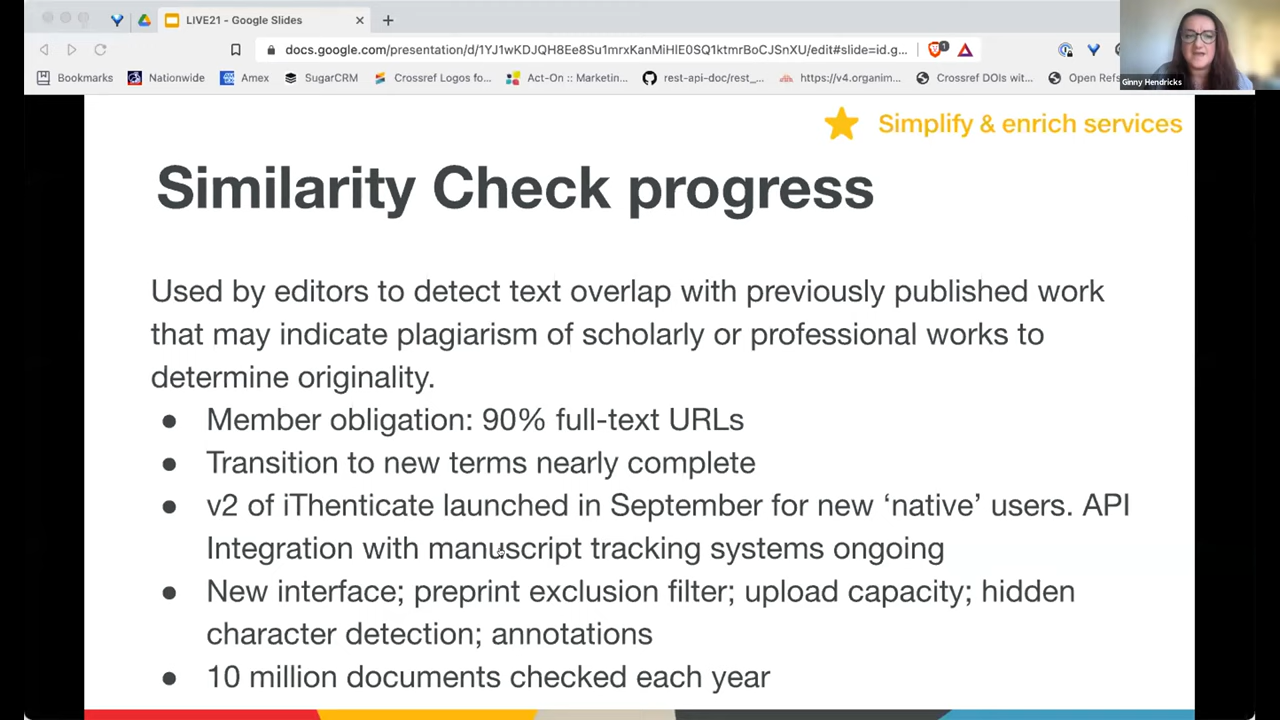 LIVE21 - Google Slides
docs.google.com/presentation/d/1YJ1wKDJQH8Ee8Su1mrxKanMiHlE0SQ1ktmrBoCJSnXU/edit#slide=id.g...
1
Bookmarks Nationwide Amex SugarCRM Crossref Logos fo... Act-On :: Marketin... rest-api-doc/rest_... https://v4.organim... Crossref DOIs wit... Open Refs
Ginny Hendricks
Simplify & enrich services
Similarity Check progress
Used by editors to detect text overlap with previously published work
that may indicate plagiarism of scholarly or professional works to
determine originality.
● Member obligation: 90% full-text URLs
● Transition to new terms nearly complete
● v2 of iThenticate launched in September for new ‘native’ users. API
Integration with manuscript tracking systems ongoing
● New interface; preprint exclusion filter; upload capacity; hidden
character detection; annotations
● 10 million documents checked each year